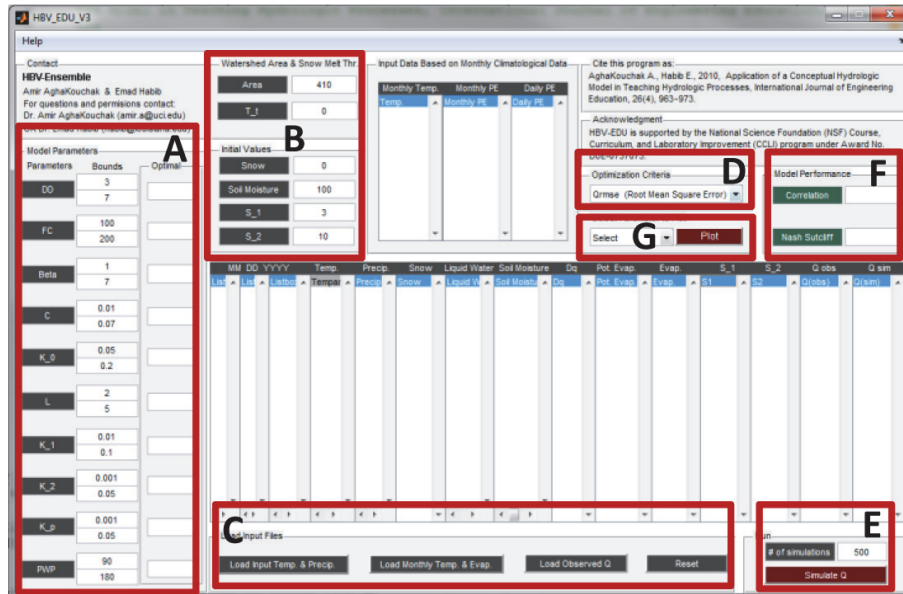 HBV_EDU_V3
Help
Contact
HBV-Ensemble
Amir AghaKouchak & Emad Habib
For questions and permisions contact:
Dr. Amir AghaKouchak (amir.a@uci.edu)
Dr. Emad Habib
A
Model Parameters
Parameters Bounds Optimal
DD 3 7
FC 100 200
Beta 1 7
C 0.01 0.07
K_0 0.05 0.2
L 2 5
K_1 0.01 0.1
K_2 0.001 0.05
K_p 0.001 0.05
PWP 90 180
Watershed Area & Snow Melt Thr.
Area 410
T_t 0
B
Initial Values
Snow 0
Soil Moisture 100
S_1 3
S_2 10
Input Data Based on Monthly Climatological Data
Monthly Temp. Monthly PE Daily PE
Temp. Monthly PE Daily PE
Cite this program as:
AghaKouchak A., Habib E., 2010, Application of a Conceptual Hydrologic
Model in Teaching Hydrologic Processes, International Journal of Engineering
Education, 26(4), 963-973.
Acknowledgment
HBV-EDU is supported by the National Science Foundation (NSF) Course,
Curriculum, and Laboratory Improvement (CCLI) program under Award No.
DUE-0737073.
Optimization Criteria
D
Qrmse (Root Mean Square Error)
Select G Plot
Model Performance
F
Correlation
Nash Sutcliff
MM DD YYYY Temp. Precip. Snow Liquid Water Soil Moisture Dq Pot. Evap. Evap. S_1 S_2 Q obs Q sim
List List Listbo Tempar Precip Snow Liquid W Soil Moistu Dq Pot. Evap. Evap. S1 S2 Q(obs) Q(sim)
C
Load Input Files
Load Input Temp. & Precip. Load Monthly Temp. & Evap. Load Observed Q Reset
Run
E
# of simulations 500
Simulate Q